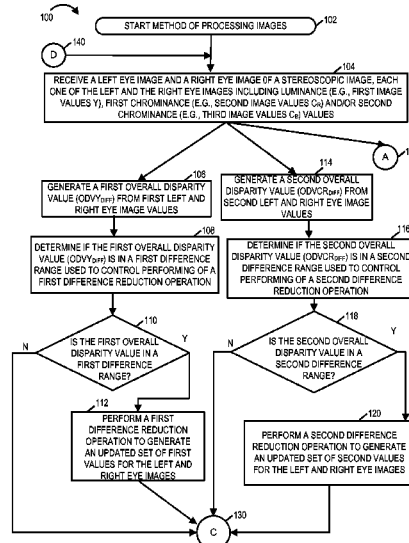 100
START METHOD OF PROCESSING IMAGES
102
D
140
104
RECEIVE A LEFT EYE IMAGE AND A RIGHT EYE IMAGE OF A STEREOSCOPIC IMAGE, EACH
ONE OF THE LEFT AND THE RIGHT EYE IMAGES INCLUDING LUMINANCE (E.G., FIRST IMAGE
VALUES Y), FIRST CHROMINANCE (E.G., SECOND IMAGE VALUES CR) AND/OR SECOND
CHROMINANCE (E.G., THIRD IMAGE VALUES CB) VALUES
A
106
GENERATE A FIRST OVERALL DISPARITY
VALUE (ODVYDIFF) FROM FIRST LEFT AND
RIGHT EYE IMAGE VALUES
114
GENERATE A SECOND OVERALL
DISPARITY VALUE (ODVCRDIFF) FROM
SECOND LEFT AND RIGHT EYE IMAGE
VALUES
108
DETERMINE IF THE FIRST OVERALL DISPARITY
VALUE (ODVYDIFF) IS IN A FIRST DIFFERENCE
RANGE USED TO CONTROL PERFORMING OF A
FIRST DIFFERENCE REDUCTION OPERATION
116
DETERMINE IF THE SECOND OVERALL
DISPARITY VALUE (ODVCRDIFF) IS IN A SECOND
DIFFERENCE RANGE USED TO CONTROL
PERFORMING OF A SECOND DIFFERENCE
REDUCTION OPERATION
110
N
IS THE FIRST OVERALL
DISPARITY VALUE IN A
FIRST DIFFERENCE
RANGE?
Y
118
N
IS THE SECOND OVERALL
DISPARITY VALUE IN A
SECOND DIFFERENCE
RANGE?
Y
112
PERFORM A FIRST
DIFFERENCE REDUCTION
OPERATION TO GENERATE
AN UPDATED SET OF FIRST
VALUES FOR THE LEFT AND
RIGHT EYE IMAGES
120
PERFORM A SECOND DIFFERENCE
REDUCTION OPERATION TO GENERATE
AN UPDATED SET OF SECOND VALUES
FOR THE LEFT AND RIGHT EYE IMAGES
130
C